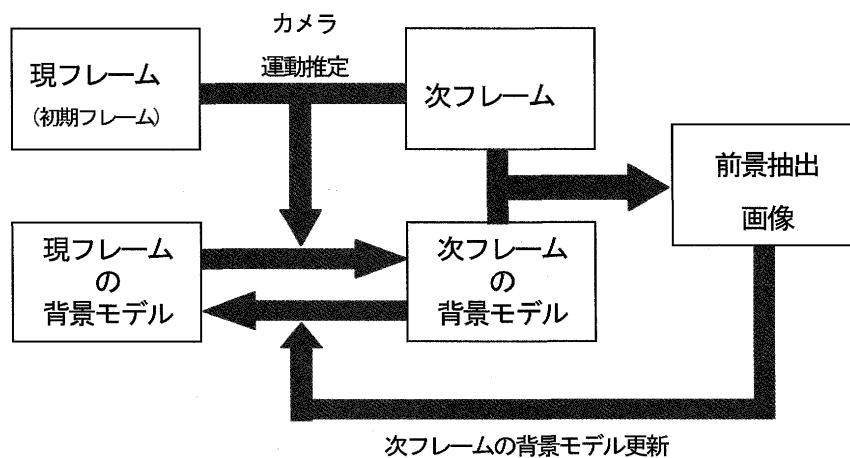 カメラ
運動推定
現フレーム
(初期フレーム)
次フレーム
前景抽出
画像
現フレーム
の
背景モデル
次フレーム
の
背景モデル
次フレームの背景モデル更新